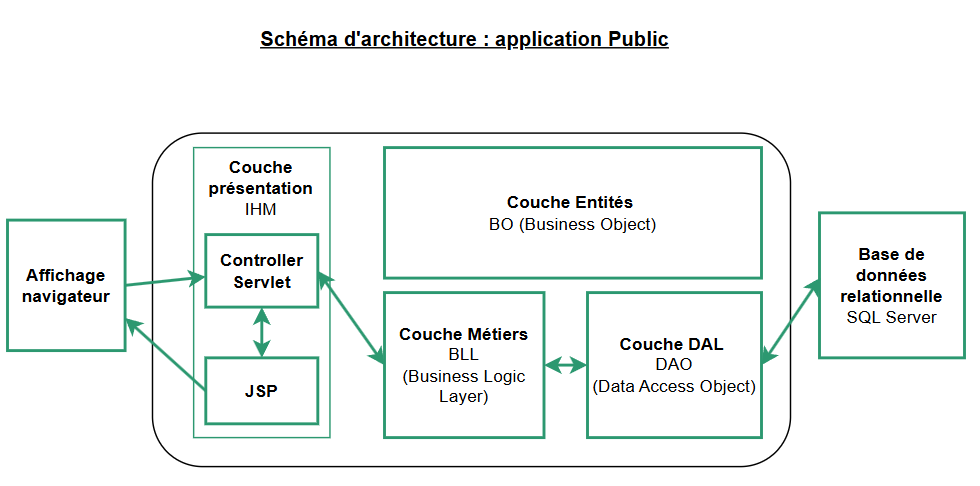 Schéma d'architecture : application Public
Couche
présentation
IHM
Couche Entités
BO (Business Object)
Affichage
navigateur
Controller
Servlet
Base de
données
relationnelle
SQL Server
Couche Métiers
BLL
(Business Logic
Layer)
Couche DAL
DAO
(Data Access Object)
JSP